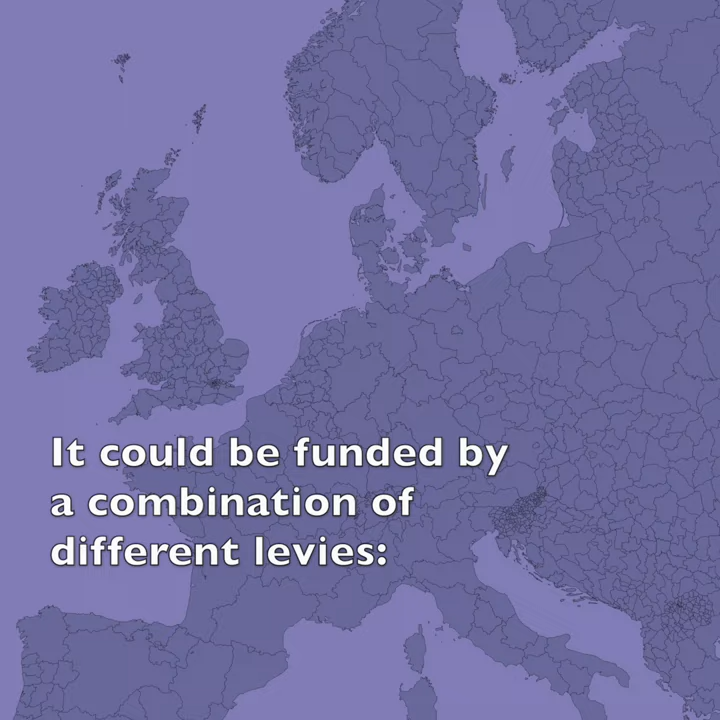 It could be funded by
a combination of
different levies: